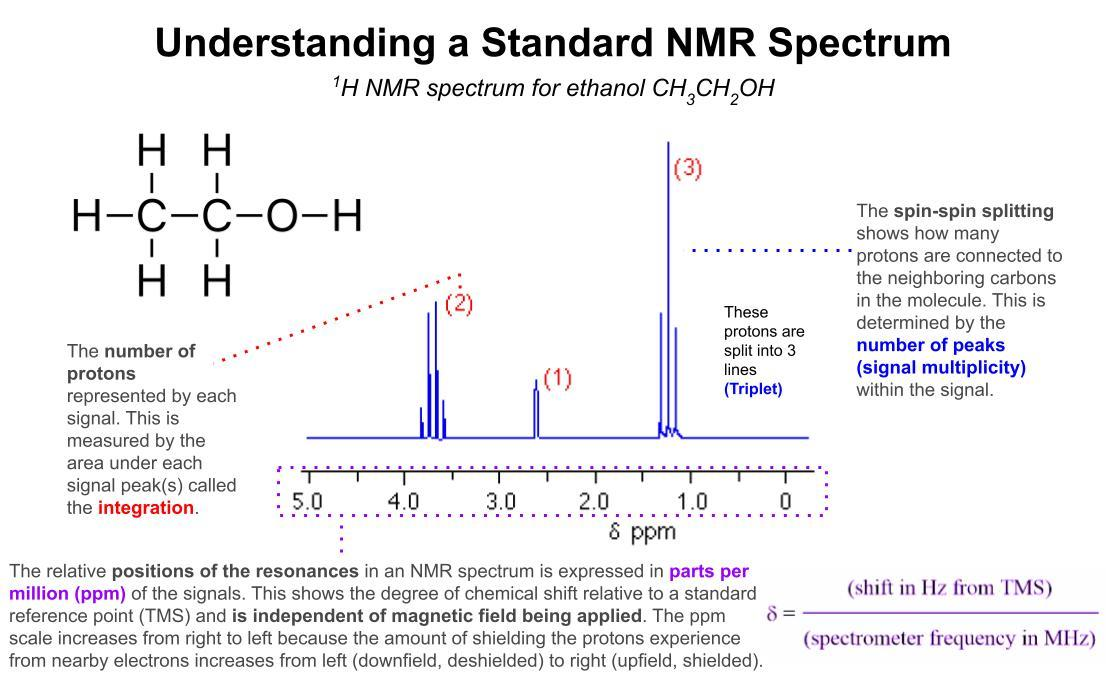 Understanding a Standard NMR Spectrum
¹H NMR spectrum for ethanol CH₃CH₂OH
H H
H–C–C–O–H
H H
The number of
protons
represented by each
signal. This is
measured by the
area under each
signal peak(s) called
the integration.
(2)
(1)
(3)
These
protons are
split into 3
lines
(Triplet)
The spin-spin splitting
shows how many
protons are connected to
the neighboring carbons
in the molecule. This is
determined by the
number of peaks
(signal multiplicity)
within the signal.
5.0 4.0 3.0 2.0 1.0 0
δ ppm
The relative positions of the resonances in an NMR spectrum is expressed in parts per
million (ppm) of the signals. This shows the degree of chemical shift relative to a standard
reference point (TMS) and is independent of magnetic field being applied. The ppm
scale increases from right to left because the amount of shielding the protons experience
from nearby electrons increases from left (downfield, deshielded) to right (upfield, shielded).
(shift in Hz from TMS)
δ =
(spectrometer frequency in MHz)